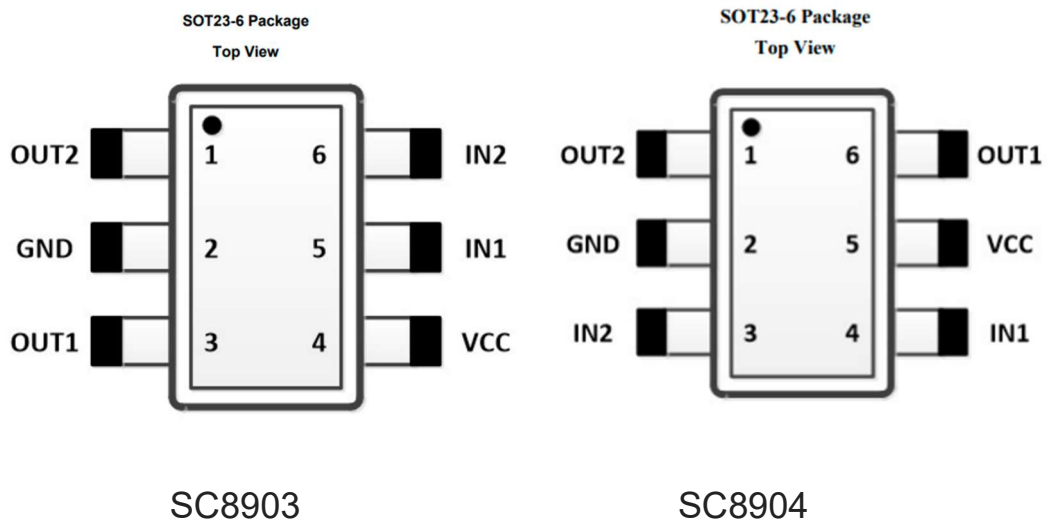 SOT23-6 Package
Top View
OUT2 1 6 IN2
GND 2 5 IN1
OUT1 3 4 VCC
SC8903
SOT23-6 Package
Top View
OUT2 1 6 OUT1
GND 2 5 VCC
IN2 3 4 IN1
SC8904